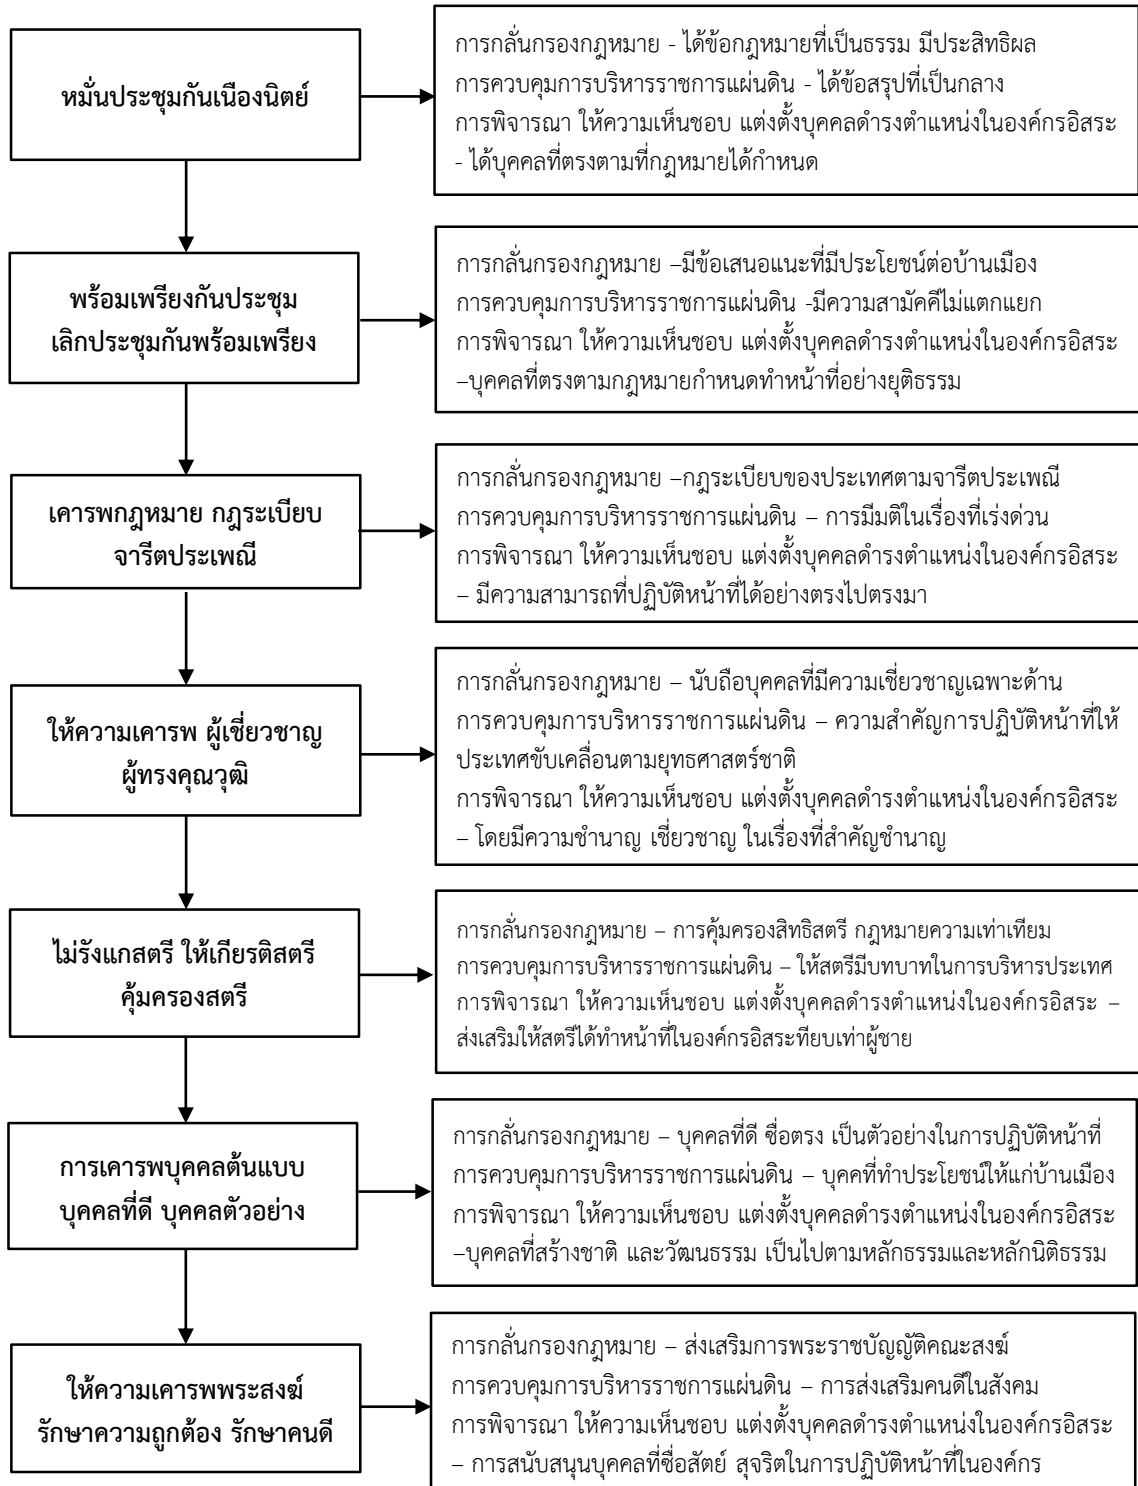 หมั่นประชุมกันเนืองนิตย์
การกลั่นกรองกฎหมาย - ได้ข้อกฎหมายที่เป็นธรรม มีประสิทธิผล
การควบคุมการบริหารราชการแผ่นดิน - ได้ข้อสรุปที่เป็นกลาง
การพิจารณา ให้ความเห็นชอบ แต่งตั้งบุคคลดำรงตำแหน่งในองค์กรอิสระ
- ได้บุคคลที่ตรงตามที่กฎหมายได้กำหนด
พร้อมเพรียงกันประชุม
เลิกประชุมกันพร้อมเพรียง
การกลั่นกรองกฎหมาย –มีข้อเสนอแนะที่มีประโยชน์ต่อบ้านเมือง
การควบคุมการบริหารราชการแผ่นดิน -มีความสามัคคีไม่แตกแยก
การพิจารณา ให้ความเห็นชอบ แต่งตั้งบุคคลดำรงตำแหน่งในองค์กรอิสระ
–บุคคลที่ตรงตามกฎหมายกำหนดทำหน้าที่อย่างยุติธรรม
เคารพกฎหมาย กฎระเบียบ
จารีตประเพณี
การกลั่นกรองกฎหมาย –กฎระเบียบของประเทศตามจารีตประเพณี
การควบคุมการบริหารราชการแผ่นดิน – การมีมติในเรื่องที่เร่งด่วน
การพิจารณา ให้ความเห็นชอบ แต่งตั้งบุคคลดำรงตำแหน่งในองค์กรอิสระ
– มีความสามารถที่ปฏิบัติหน้าที่ได้อย่างตรงไปตรงมา
ให้ความเคารพ ผู้เชี่ยวชาญ
ผู้ทรงคุณวุฒิ
การกลั่นกรองกฎหมาย – นับถือบุคคลที่มีความเชี่ยวชาญเฉพาะด้าน
การควบคุมการบริหารราชการแผ่นดิน – ความสำคัญการปฏิบัติหน้าที่ให้
ประเทศขับเคลื่อนตามยุทธศาสตร์ชาติ
การพิจารณา ให้ความเห็นชอบ แต่งตั้งบุคคลดำรงตำแหน่งในองค์กรอิสระ
– โดยมีความชำนาญ เชี่ยวชาญ ในเรื่องที่สำคัญชำนาญ
ไม่รังแกสตรี ให้เกียรติสตรี
คุ้มครองสตรี
การกลั่นกรองกฎหมาย – การคุ้มครองสิทธิสตรี กฎหมายความเท่าเทียม
การควบคุมการบริหารราชการแผ่นดิน – ให้สตรีมีบทบาทในการบริหารประเทศ
การพิจารณา ให้ความเห็นชอบ แต่งตั้งบุคคลดำรงตำแหน่งในองค์กรอิสระ –
ส่งเสริมให้สตรีได้ทำหน้าที่ในองค์กรอิสระทียบเท่าผู้ชาย
การเคารพบุคคลต้นแบบ
บุคคลที่ดี บุคคลตัวอย่าง
การกลั่นกรองกฎหมาย – บุคคลที่ดี ซื่อตรง เป็นตัวอย่างในการปฏิบัติหน้าที่
การควบคุมการบริหารราชการแผ่นดิน – บุคคที่ทำประโยชน์ให้แก่บ้านเมือง
การพิจารณา ให้ความเห็นชอบ แต่งตั้งบุคคลดำรงตำแหน่งในองค์กรอิสระ
–บุคคลที่สร้างชาติ และวัฒนธรรม เป็นไปตามหลักธรรมและหลักนิติธรรม
ให้ความเคารพพระสงฆ์
รักษาความถูกต้อง รักษาคนดี
การกลั่นกรองกฎหมาย – ส่งเสริมการพระราชบัญญัติคณะสงฆ์
การควบคุมการบริหารราชการแผ่นดิน – การส่งเสริมคนดีในสังคม
การพิจารณา ให้ความเห็นชอบ แต่งตั้งบุคคลดำรงตำแหน่งในองค์กรอิสระ
– การสนับสนุนบุคคลที่ซื่อสัตย์ สุจริตในการปฏิบัติหน้าที่ในองค์กร